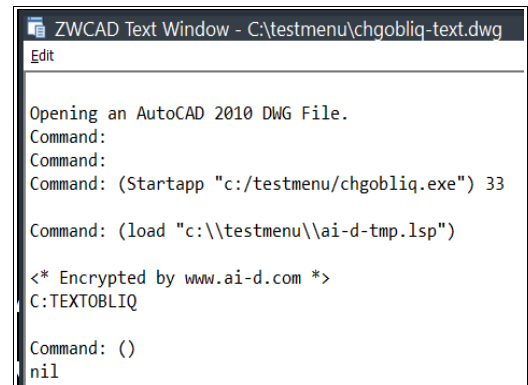 ZWCAD Text Window - C:\testmenu\chgobliq-text.dwg
Edit
Opening an AutoCAD 2010 DWG File.
Command:
Command:
Command: (Startapp "c:/testmenu/chgobliq.exe") 33
Command: (load "c:\\testmenu\\ai-d-tmp.lsp")
<* Encrypted by www.ai-d.com *>
C:TEXTOBLIQ
Command: ()
nil